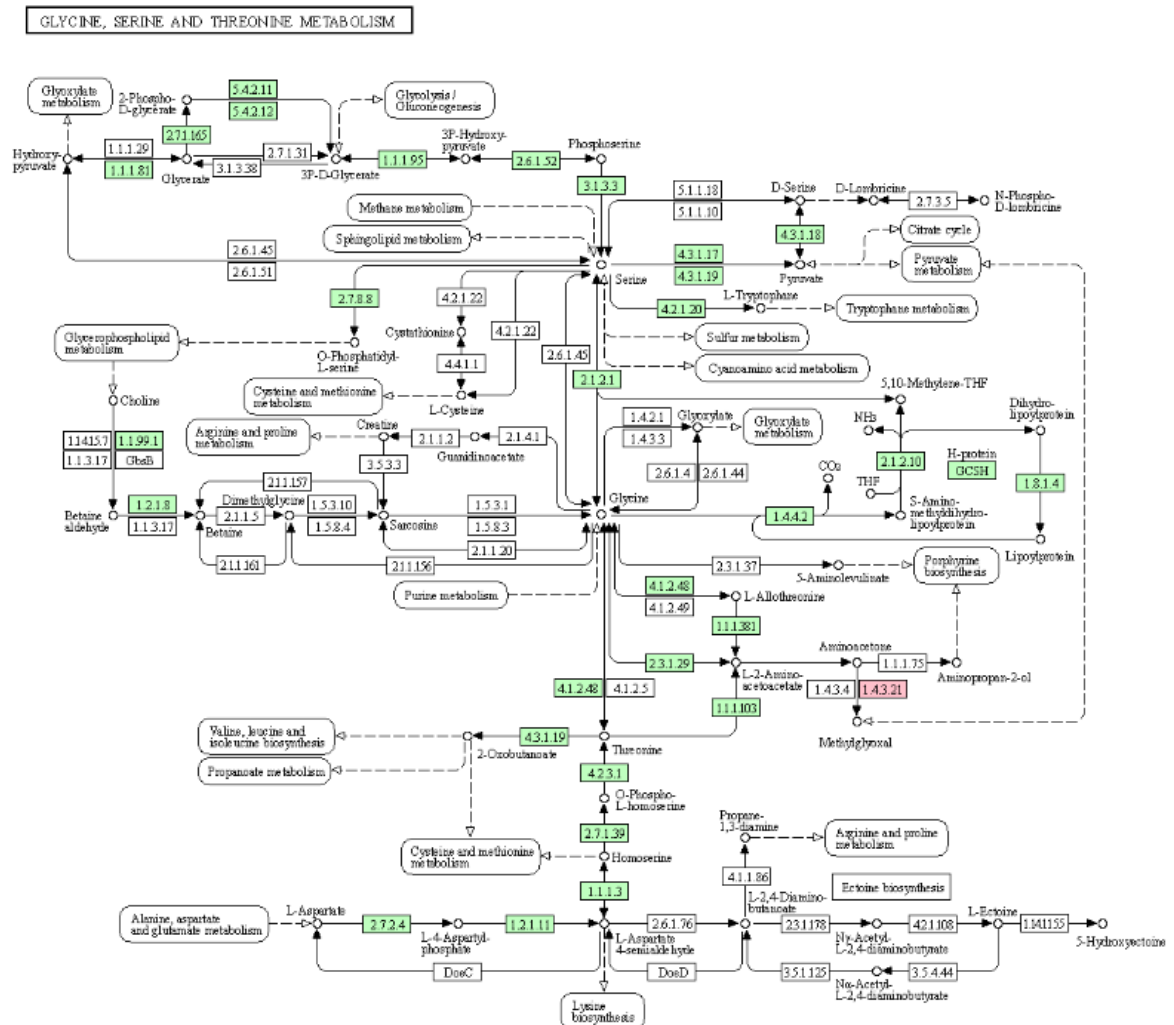 GLYCINE, SERINE AND THREONINE METABOLISM
Glyoxylate
metabolism
2-Phospho-
D-glycerate
5.4.2.11
5.4.2.12
Glycolysis /
Gluconeogenesis
2.7.1.165
Hydroxy-
pyruvate
1.1.1.29
1.1.1.81
Glycerate
2.7.1.31
3.1.3.38
3P-D-Glycerate
1.1.1.95
3P-Hydroxy-
pyruvate
2.6.1.52
Phosphoserine
3.1.3.3
Methane metabolism
Sphingolipid metabolism
5.1.1.18
5.1.1.10
D-Serine
D-Lombricine
2.7.3.5
N-Phospho-
D-lombricine
4.3.1.18
Citrate cycle
2.6.1.45
2.6.1.51
Serine
4.3.1.17
4.3.1.19
Pyruvate
Pyruvate
metabolism
2.7.8.8
4.2.1.22
4.2.1.22
4.2.1.20
L-Tryptophane
Tryptophane metabolism
Glycerophospholipid
metabolism
O-Phosphatidyl-
L-serine
Cystathionine
4.4.1.1
2.6.1.45
2.1.2.1
Sulfur metabolism
Cyanoamino acid metabolism
Cysteine and methionine
metabolism
L-Cysteine
5,10-Methylene-THF
Choline
Arginine and proline
metabolism
Creatine
2.1.1.2
2.1.4.1
Guanidinoacetate
1.4.2.1
1.4.3.3
Glyoxylate
Glyoxylate
metabolism
NH3
Dihydro-
lipoylprotein
1.14.15.7
1.1.99.1
1.1.3.17
GbsB
3.5.3.3
2.6.1.4
2.6.1.44
CO2
2.1.2.10
H-protein
GCSH
1.8.1.4
THF
2.1.1.157
Betaine
aldehyde
1.2.1.8
1.1.3.17
Betaine
Dimethylglycine
2.1.1.5
1.5.3.10
1.5.8.4
Sarcosine
1.5.3.1
1.5.8.3
Glycine
1.4.4.2
S-Amino-
methyldihydro-
lipoylprotein
Lipoylprotein
2.1.1.161
2.1.1.156
2.1.1.20
Purine metabolism
2.3.1.37
5-Aminolevulinate
Porphyrine
biosynthesis
4.1.2.48
4.1.2.49
L-Allothreonine
1.1.1.381
2.3.1.29
L-2-Amino-
acetoacetate
Aminoacetone
1.1.1.75
Aminopropan-2-ol
4.1.2.48
4.1.2.5
1.1.1.103
1.4.3.4
1.4.3.21
Methylglyoxal
Valine, leucine and
isoleucine biosynthesis
Propanoate metabolism
4.3.1.19
2-Oxobutanoate
Threonine
4.2.3.1
O-Phospho-
L-homoserine
2.7.1.39
Cysteine and methionine
metabolism
Homoserine
Propane-
1,3-diamine
Arginine and proline
metabolism
4.1.1.86
1.1.1.3
L-2,4-Diamino-
butanoate
Ectoine biosynthesis
Alanine, aspartate
and glutamate metabolism
L-Aspartate
2.7.2.4
L-4-Aspartyl-
phosphate
1.2.1.11
L-Aspartate
4-semialdehyde
2.6.1.76
2.3.1.178
Nγ-Acetyl-
L-2,4-diaminobutyrate
4.2.1.108
L-Ectoine
1.14.11.55
5-Hydroxyectoine
DoeC
DoeD
3.5.1.125
Nα-Acetyl-
L-2,4-diaminobutyrate
3.5.4.44
Lysine
biosynthesis